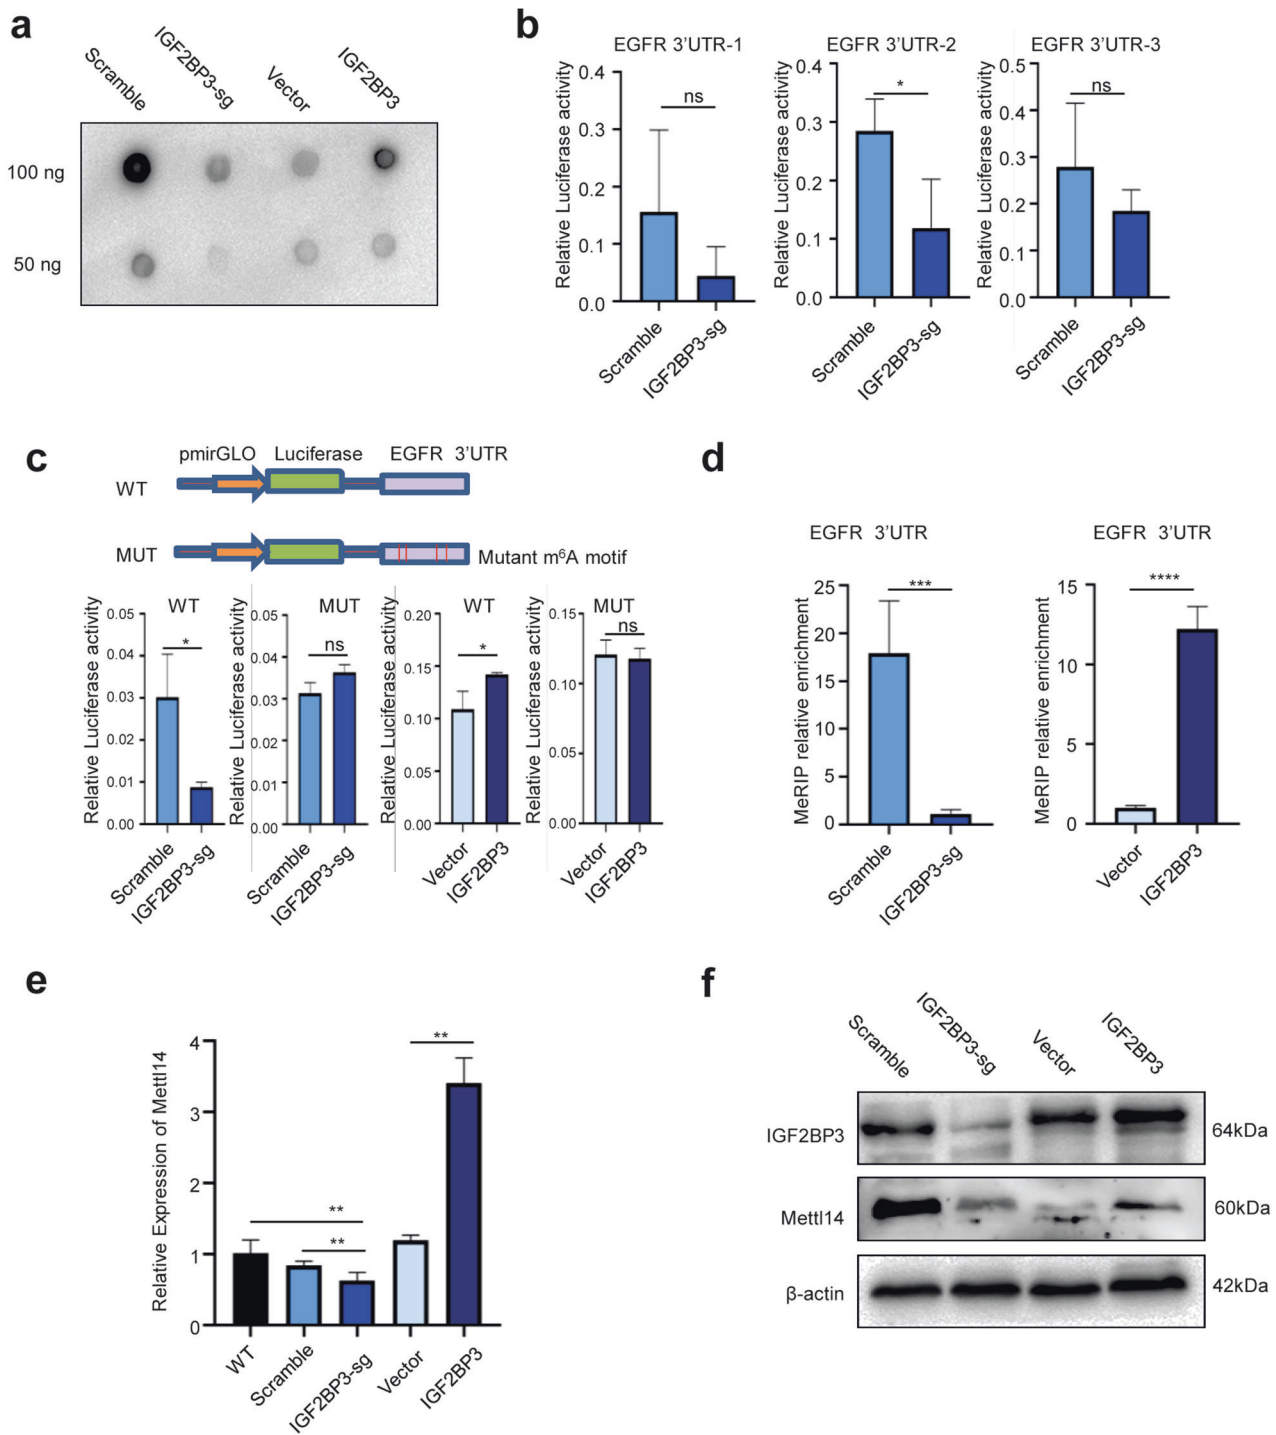 a
Scramble
IGF2BP3-sg
Vector
IGF2BP3
100 ng
50 ng
b
EGFR 3'UTR-1
Relative Luciferase activity
0.4
0.3
0.2
0.1
0.0
ns
Scramble
IGF2BP3-sg
EGFR 3'UTR-2
Relative Luciferase activity
0.4
0.3
0.2
0.1
0.0
*
Scramble
IGF2BP3-sg
EGFR 3'UTR-3
Relative Luciferase activity
0.5
0.4
0.3
0.2
0.1
0.0
ns
Scramble
IGF2BP3-sg
c
pmirGLO Luciferase EGFR 3'UTR
WT
MUT
Mutant m⁶A motif
WT
Relative Luciferase activity
0.05
0.04
0.03
0.02
0.01
0.00
*
Scramble
IGF2BP3-sg
MUT
Relative Luciferase activity
0.05
0.04
0.03
0.02
0.01
0.00
ns
Scramble
IGF2BP3-sg
WT
Relative Luciferase activity
0.20
0.15
0.10
0.05
0.00
*
Vector
IGF2BP3
MUT
Relative Luciferase activity
0.15
0.10
0.05
0.00
ns
Vector
IGF2BP3
d
EGFR 3'UTR
MeRIP relative enrichment
25
20
15
10
5
0
***
Scramble
IGF2BP3-sg
EGFR 3'UTR
MeRIP relative enrichment
15
10
5
0
****
Vector
IGF2BP3
e
Relative Expression of Mettl14
4
3
2
1
0
**
**
**
WT
Scramble
IGF2BP3-sg
Vector
IGF2BP3
f
Scramble
IGF2BP3-sg
Vector
IGF2BP3
IGF2BP3
64kDa
Mettl14
60kDa
β-actin
42kDa